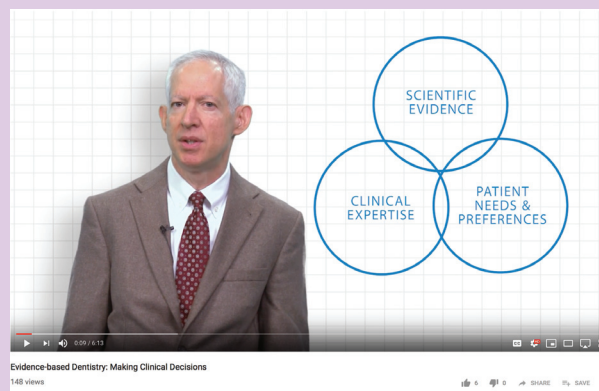 SCIENTIFIC
EVIDENCE
CLINICAL
EXPERTISE
PATIENT
NEEDS &
PREFERENCES
0:09 / 6:13
CC
Evidence-based Dentistry: Making Clinical Decisions
148 views
6
0
SHARE
SAVE